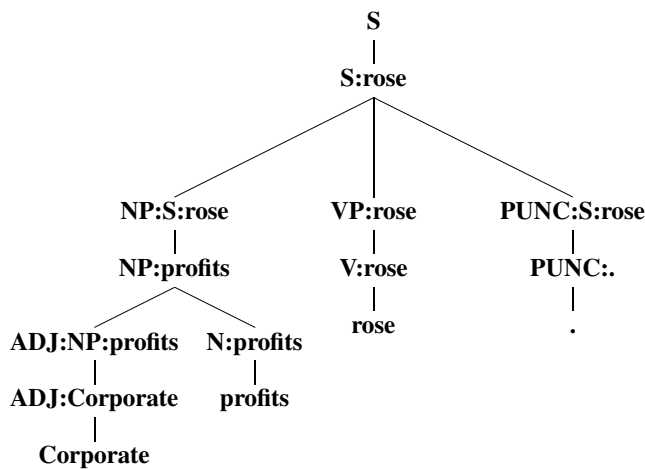 S
S:rose
NP:S:rose VP:rose PUNC:S:rose
NP:profits V:rose PUNC:.
ADJ:NP:profits N:profits rose .
ADJ:Corporate profits
Corporate